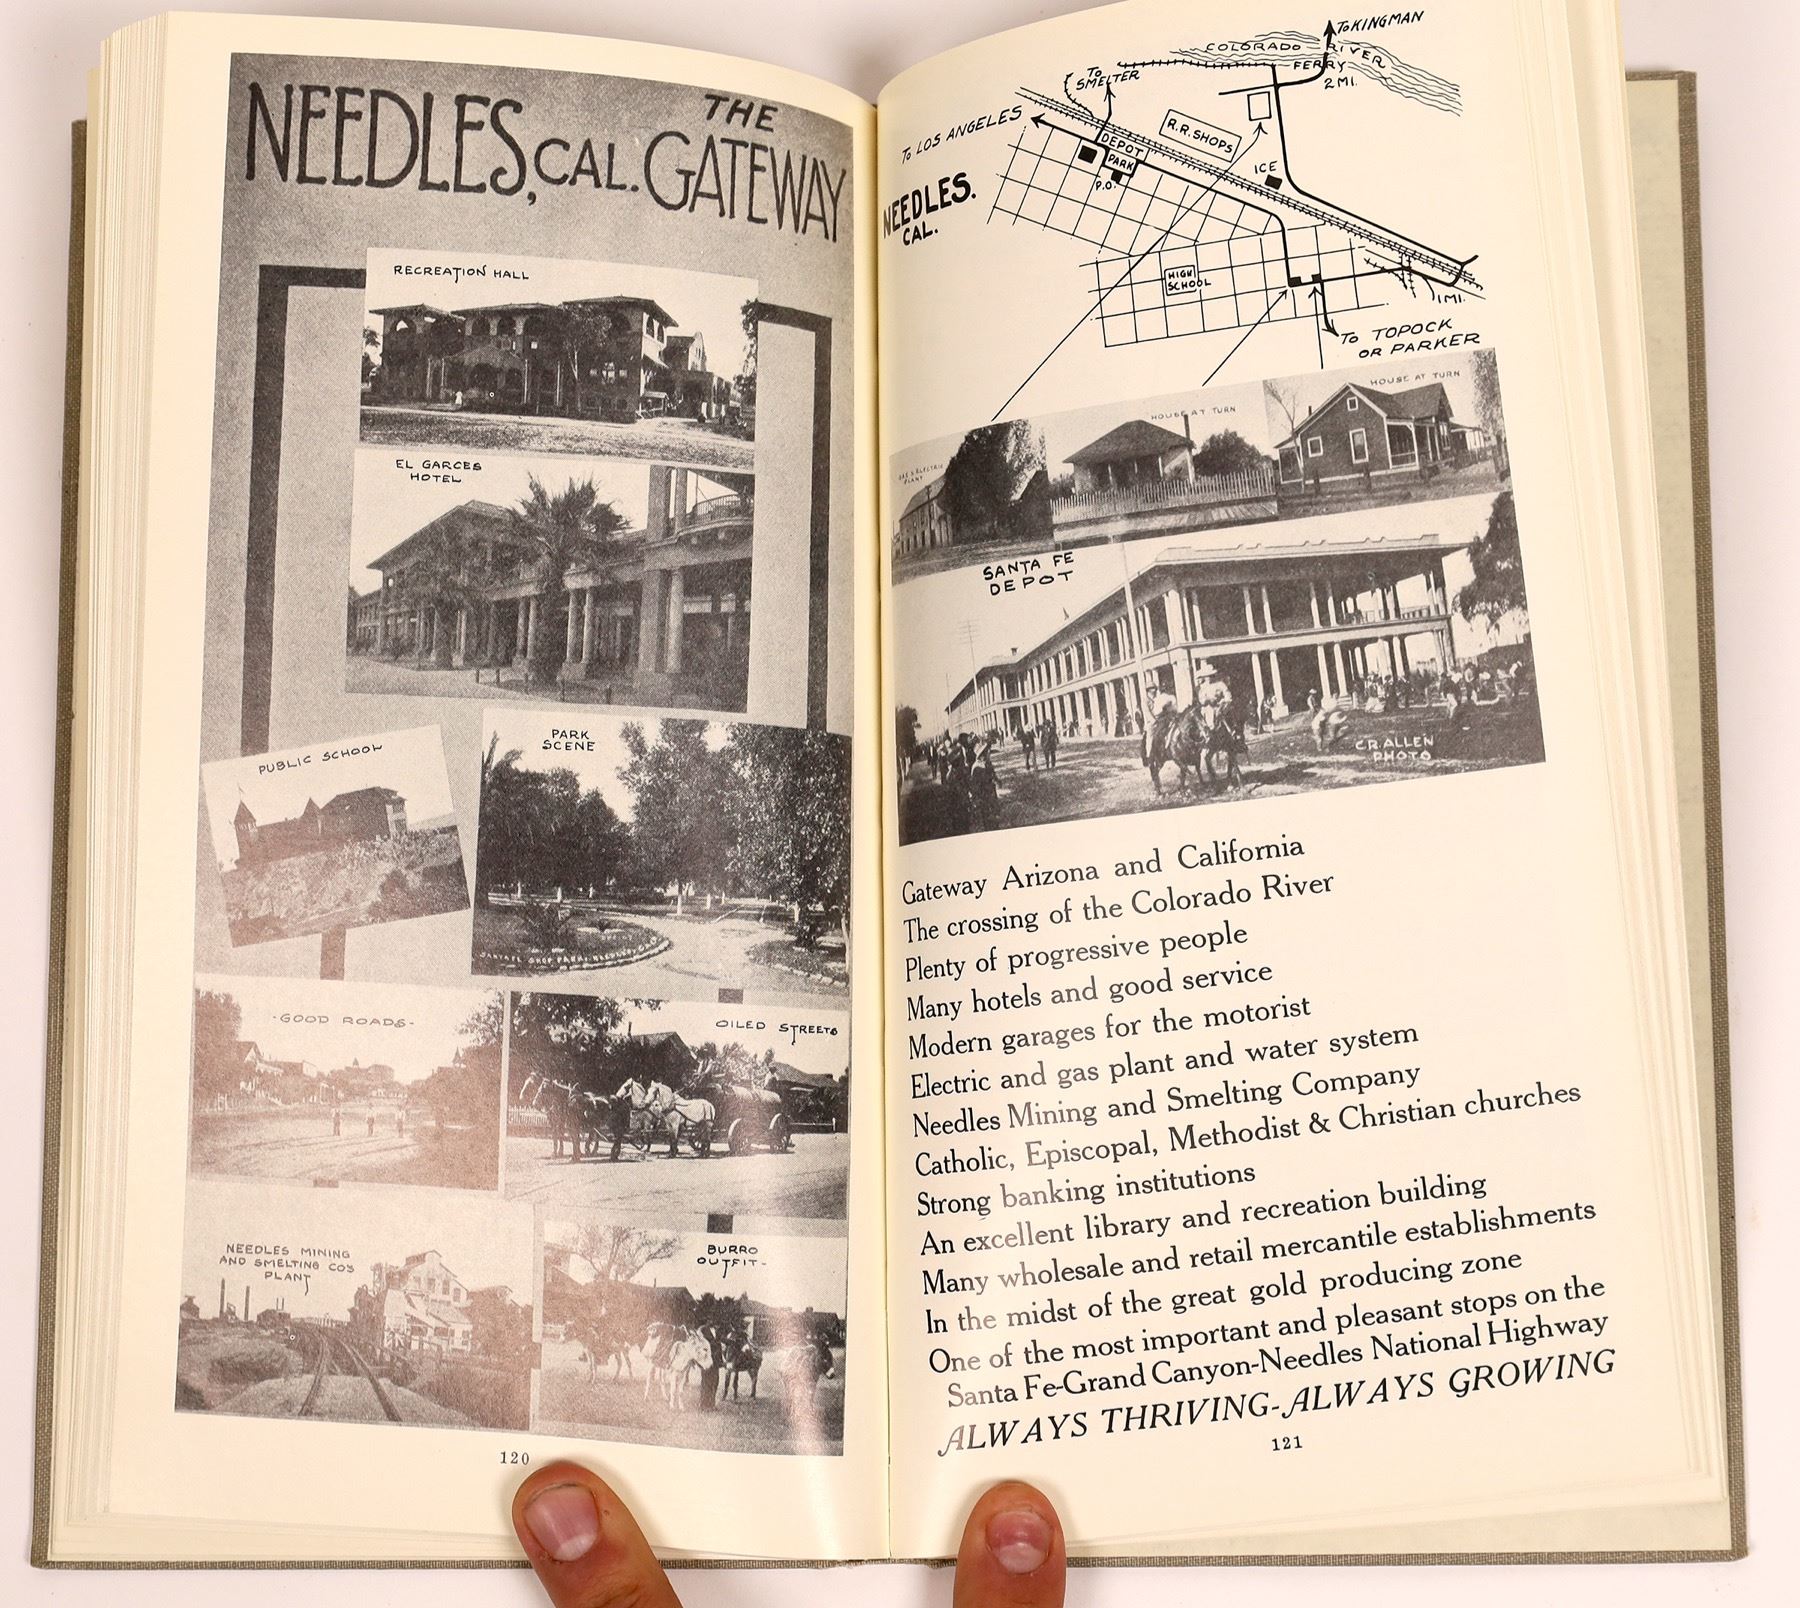 NEEDLES, CAL. THE GATEWAY
RECREATION HALL
EL GARCES
HOTEL
PUBLIC SCHOOL
PARK
SCENE
-GOOD ROADS-
OILED STREETS
NEEDLES MINING
AND SMELTING CO'S
PLANT
BURRO
OUTFIT-
120
To KINGMAN
COLORADO RIVER
FERRY
2 MI.
To
SMELTER
To LOS ANGELES
R.R. SHOPS
DEPOT
PARK
P.O.
ICE
NEEDLES.
CAL.
HIGH
SCHOOL
1 MI.
To TOPOCK
OR PARKER
GAS & ELECTRIC
PLANT
HOUSE AT TURN
HOUSE AT TURN
SANTA FE
DEPOT
C.R. ALLEN
PHOTO
Gateway Arizona and California
The crossing of the Colorado River
Plenty of progressive people
Many hotels and good service
Modern garages for the motorist
Electric and gas plant and water system
Needles Mining and Smelting Company
Catholic, Episcopal, Methodist & Christian churches
Strong banking institutions
An excellent library and recreation building
Many wholesale and retail mercantile establishments
In the midst of the great gold producing zone
One of the most important and pleasant stops on the
Santa Fe-Grand Canyon-Needles National Highway
ALWAYS THRIVING-ALWAYS GROWING
121